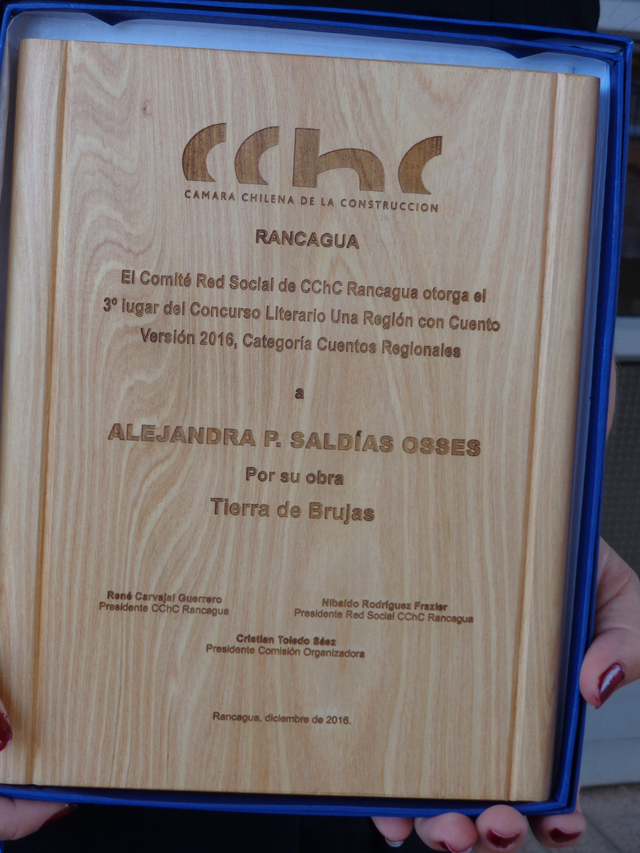 CChC
CAMARA CHILENA DE LA CONSTRUCCION
RANCAGUA
El Comité Red Social de CChC Rancagua otorga el
3º lugar del Concurso Literario Una Región con Cuento
Versión 2016, Categoría Cuentos Regionales
a
ALEJANDRA P. SALDÍAS OSSES
Por su obra
Tierra de Brujas
René Carvajal Guerrero
Presidente CChC Rancagua
Nibaldo Rodríguez Frazier
Presidente Red Social CChC Rancagua
Cristian Toledo Sáez
Presidente Comisión Organizadora
Rancagua, diciembre de 2016.